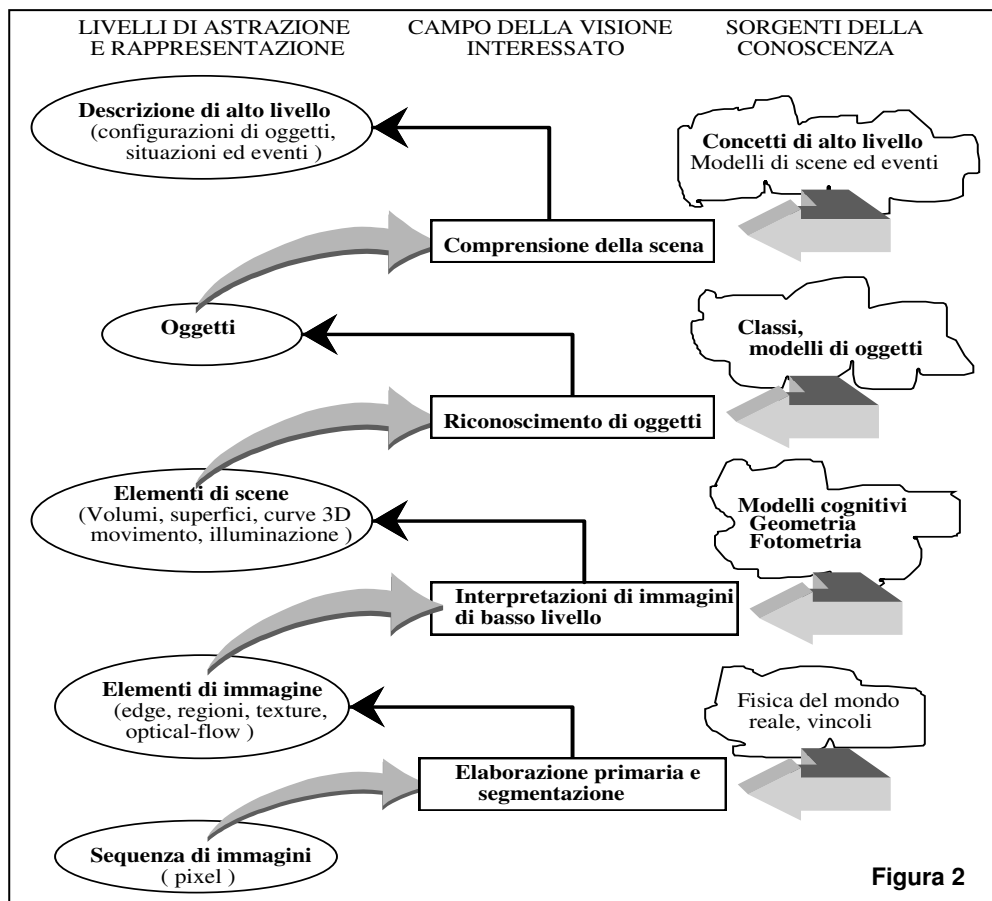 LIVELLI DI ASTRAZIONE
E RAPPRESENTAZIONE
CAMPO DELLA VISIONE
INTERESSATO
SORGENTI DELLA
CONOSCENZA
Descrizione di alto livello
(configurazioni di oggetti,
situazioni ed eventi )
Concetti di alto livello
Modelli di scene ed eventi
Comprensione della scena
Oggetti
Classi,
modelli di oggetti
Riconoscimento di oggetti
Elementi di scene
(Volumi, superfici, curve 3D
movimento, illuminazione )
Modelli cognitivi
Geometria
Fotometria
Interpretazioni di immagini
di basso livello
Elementi di immagine
(edge, regioni, texture,
optical-flow )
Fisica del mondo
reale, vincoli
Elaborazione primaria e
segmentazione
Sequenza di immagini
( pixel )
Figura 2